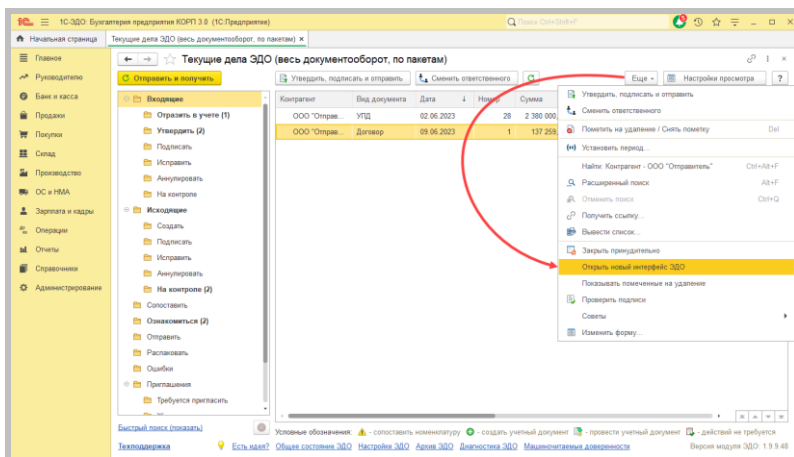 1С-ЭДО: Бухгалтерия предприятия КОРП 3.0 (1С:Предприятие)
Поиск Ctrl+Shift+F
Начальная страница
Текущие дела ЭДО (весь документооборот, по пакетам) ×
Главное
Руководителю
Банк и касса
Продажи
Покупки
Склад
Производство
ОС и НМА
Зарплата и кадры
Операции
Отчеты
Справочники
Администрирование
Текущие дела ЭДО (весь документооборот, по пакетам)
Отправить и получить
Утвердить, подписать и отправить
Сменить ответственного
Еще
Настройки просмотра
?
Входящие
Отразить в учете (1)
Утвердить (2)
Подписать
Исправить
Аннулировать
На контроле
Исходящие
Создать
Подписать
Исправить
Аннулировать
На контроле (2)
Сопоставить
Ознакомиться (2)
Отправить
Распаковать
Ошибки
Приглашения
Требуется пригласить
Контрагент Вид документа Дата ↓ Номер Сумма
ООО "Отправ... УПД 02.06.2023 28 2 380 000,
ООО "Отправ... Договор 09.06.2023 1 137 259,
Утвердить, подписать и отправить
Сменить ответственного
Пометить на удаление / Снять пометку Del
Установить период...
Найти: Контрагент - ООО "Отправитель" Ctrl+Alt+F
Расширенный поиск Alt+F
Отменить поиск Ctrl+Q
Получить ссылку...
Вывести список...
Закрыть принудительно
Открыть новый интерфейс ЭДО
Показывать помеченные на удаление
Проверить подписи
Советы
Изменить форму...
Быстрый поиск (показать)
Условные обозначения: - сопоставить номенклатуру - создать учетный документ - провести учетный документ - действий не требуется
Техподдержка
Есть идея? Общее состояние ЭДО Настройки ЭДО Архив ЭДО Диагностика ЭДО Машиночитаемые доверенности
Версия модуля ЭДО: 1.9.9.48